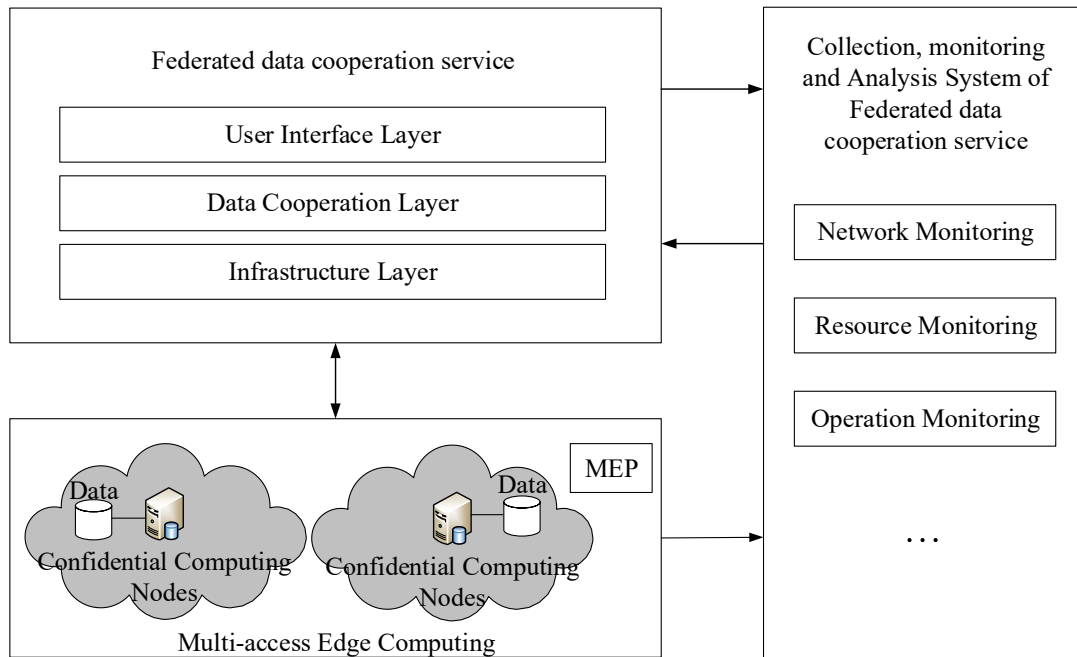 Federated data cooperation service
User Interface Layer
Data Cooperation Layer
Infrastructure Layer
Collection, monitoring
and Analysis System of
Federated data
cooperation service
Network Monitoring
Resource Monitoring
Operation Monitoring
...
MEP
Data
Confidential Computing
Nodes
Data
Confidential Computing
Nodes
Multi-access Edge Computing